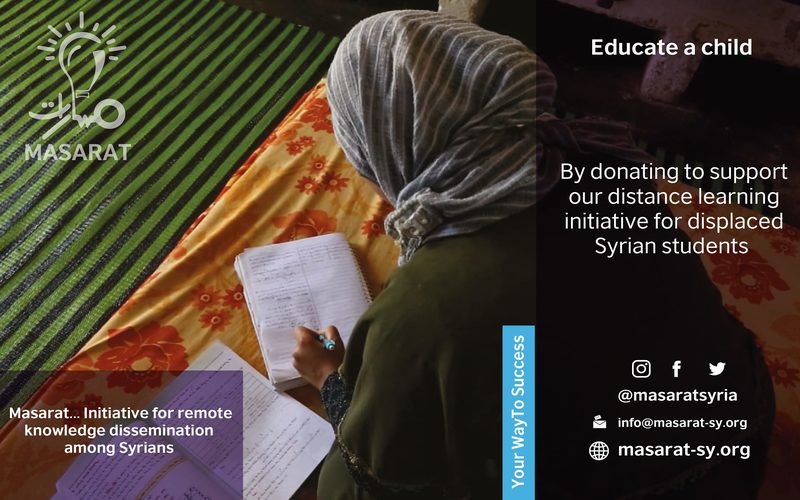 مسارات
MASARAT
Educate a child
By donating to support
our distance learning
initiative for displaced
Syrian students
Your WayTo Success
@masaratsyria
info@masarat-sy.org
masarat-sy.org
Masarat... Initiative for remote
knowledge dissemination
among Syrians